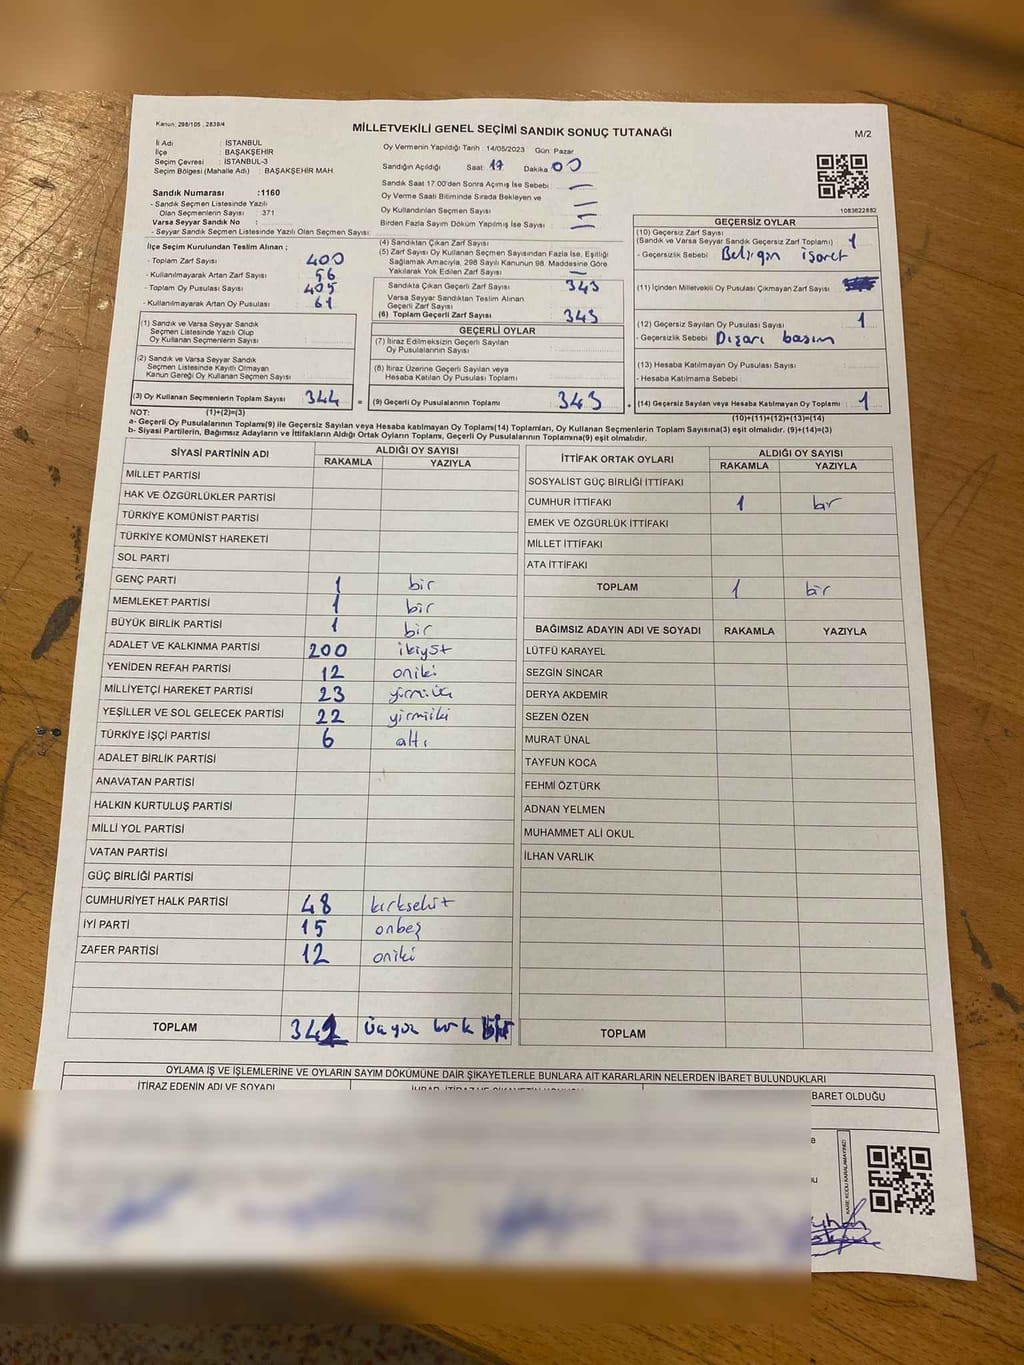 Kanun: 298/105 , 2839/4
MİLLETVEKİLİ GENEL SEÇİMİ SANDIK SONUÇ TUTANAĞI
M/2
İli Adı : İSTANBUL
İlçe : BAŞAKŞEHİR
Seçim Çevresi : İSTANBUL-3
Seçim Bölgesi (Mahalle Adı) : BAŞAKŞEHİR MAH
Oy Vermenin Yapıldığı Tarih : 14/05/2023 Gün: Pazar
Sandığın Açıldığı Saat: 17 Dakika 00
Sandık Saat 17.00'den Sonra Açımış İse Sebebi : —
Oy Verme Saati Bitiminde Sırada Bekleyen ve
Oy Kullandırılan Seçmen Sayısı : —
Birden Fazla Sayım Döküm Yapılmış İse Sayısı : —
Sandık Numarası :1160
- Sandık Seçmen Listesinde Yazılı
Olan Seçmenlerin Sayısı : 371
Varsa Seyyar Sandık No :
- Seyyar Sandık Seçmen Listesinde Yazılı Olan Seçmen Sayısı:
1083622882
İlçe Seçim Kurulundan Teslim Alınan ;
- Toplam Zarf Sayısı : 400
- Kullanılmayarak Artan Zarf Sayısı : 56
- Toplam Oy Pusulası Sayısı : 405
- Kullanılmayarak Artan Oy Pusulası : 61
(4) Sandıktan Çıkan Zarf Sayısı
(5) Zarf Sayısı Oy Kullanan Seçmen Sayısından Fazla İse, Eşitliği
Sağlamak Amacıyla, 298 Sayılı Kanunun 98. Maddesine Göre
Yakılarak Yok Edilen Zarf Sayısı : —
Sandıkta Çıkan Geçerli Zarf Sayısı : 343
Varsa Seyyar Sandıktan Teslim Alınan
Geçerli Zarf Sayısı :
(6) Toplam Geçerli Zarf Sayısı : 343
GEÇERSİZ OYLAR
(10) Geçersiz Zarf Sayısı
(Sandık ve Varsa Seyyar Sandık Geçersiz Zarf Toplamı) : 1
- Geçersizlik Sebebi : Belirgin işaret
(11) İçinden Milletvekili Oy Pusulası Çıkmayan Zarf Sayısı :
(12) Geçersiz Sayılan Oy Pusulası Sayısı : 1
- Geçersizlik Sebebi : Dışarı basım
(13) Hesaba Katılmayan Oy Pusulası Sayısı :
- Hesaba Katılmama Sebebi
(14) Geçersiz Sayılan veya Hesaba Katılmayan Oy Toplamı : 1
(10)+(11)+(12)+(13)=(14)
(1) Sandık ve Varsa Seyyar Sandık
Seçmen Listesinde Yazılı Olup
Oy Kullanan Seçmenlerin Sayısı :
(2) Sandık ve Varsa Seyyar Sandık
Seçmen Listesinde Kayıtlı Olmayan
Kanun Gereği Oy Kullanan Seçmen Sayısı :
(3) Oy Kullanan Seçmenlerin Toplam Sayısı : 344 =
(1)+(2)=(3)
GEÇERLİ OYLAR
(7) İtiraz Edilmeksizin Geçerli Sayılan
Oy Pusulalarının Sayısı :
(8) İtiraz Üzerine Geçerli Sayılan veya
Hesaba Katılan Oy Pusulası Toplamı :
(9) Geçerli Oy Pusulalarının Toplamı : 343 +
NOT:
a- Geçerli Oy Pusulaları Toplamı(9) ile Geçersiz Sayılan veya Hesaba katılmayan Oy Toplamı(14) Toplamları, Oy Kullanan Seçmenlerin Toplam Sayısına(3) eşit olmalıdır. (9)+(14)=(3)
b- Siyasi Partilerin, Bağımsız Adayların ve İttifakların Aldığı Ortak Oyların Toplamı, Geçerli Oy Pusulalarının Toplamına(9) eşit olmalıdır.
SİYASİ PARTİNİN ADI ALDIĞI OY SAYISI
RAKAMLA YAZIYLA
MİLLET PARTİSİ
HAK VE ÖZGÜRLÜKLER PARTİSİ
TÜRKİYE KOMÜNİST PARTİSİ
TÜRKİYE KOMÜNİST HAREKETİ
SOL PARTİ
GENÇ PARTİ 1 bir
MEMLEKET PARTİSİ 1 bir
BÜYÜK BİRLİK PARTİSİ 1 bir
ADALET VE KALKINMA PARTİSİ 200 ikiyst
YENİDEN REFAH PARTİSİ 12 oniki
MİLLİYETÇİ HAREKET PARTİSİ 23 yirmiüç
YEŞİLLER VE SOL GELECEK PARTİSİ 22 yirmiiki
TÜRKİYE İŞÇİ PARTİSİ 6 altı
ADALET BİRLİK PARTİSİ
ANAVATAN PARTİSİ
HALKIN KURTULUŞ PARTİSİ
MİLLİ YOL PARTİSİ
VATAN PARTİSİ
GÜÇ BİRLİĞİ PARTİSİ
CUMHURİYET HALK PARTİSİ 48 kırksekiz
İYİ PARTİ 15 onbeş
ZAFER PARTİSİ 12 oniki
TOPLAM 342 üçyüz kırk
İTTİFAK ORTAK OYLARI ALDIĞI OY SAYISI
RAKAMLA YAZIYLA
SOSYALİST GÜÇ BİRLİĞİ İTTİFAKI
CUMHUR İTTİFAKI 1 bir
EMEK VE ÖZGÜRLÜK İTTİFAKI
MİLLET İTTİFAKI
ATA İTTİFAKI
TOPLAM 1 bir
BAĞIMSIZ ADAYIN ADI VE SOYADI RAKAMLA YAZIYLA
LÜTFÜ KARAYEL
SEZGİN SİNCAR
DERYA AKDEMİR
SEZEN ÖZEN
MURAT ÜNAL
TAYFUN KOCA
FEHMİ ÖZTÜRK
ADNAN YELMEN
MUHAMMET ALİ OKUL
İLHAN VARLIK
TOPLAM
OYLAMA İŞ VE İŞLEMLERİNE VE OYLARIN SAYIM DÖKÜMÜNE DAİR ŞİKAYETLERLE BUNLARA AİT KARARLARIN NELERDEN İBARET BULUNDUKLARI
İTİRAZ EDENİN ADI VE SOYADI
BARET OLDUĞU